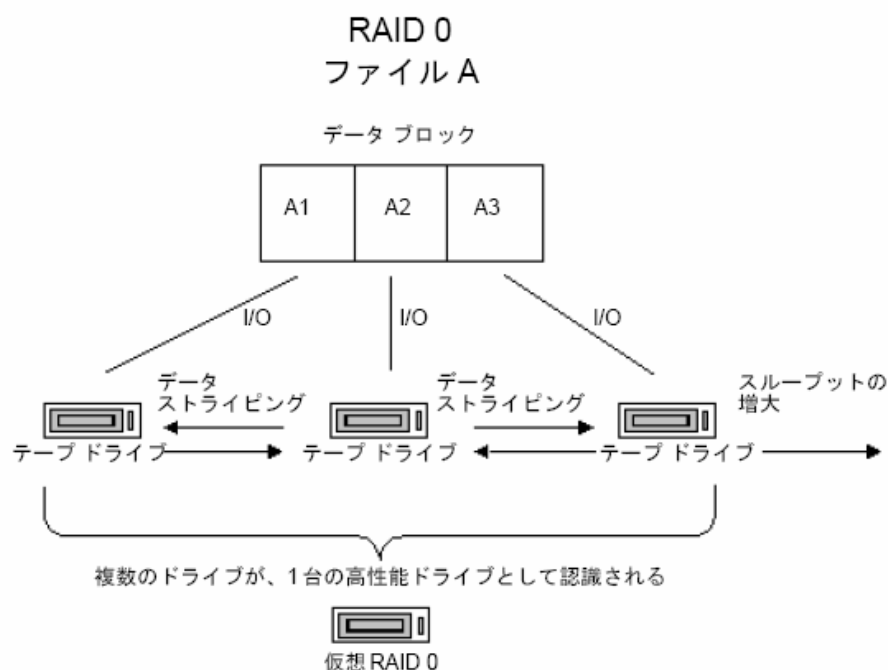 RAID 0
ファイル A
データ ブロック
A1
A2
A3
I/O
I/O
I/O
データ
ストライピング
データ
ストライピング
スループットの
増大
テープ ドライブ
テープ ドライブ
テープ ドライブ
複数のドライブが、1台の高性能ドライブとして認識される
仮想 RAID 0